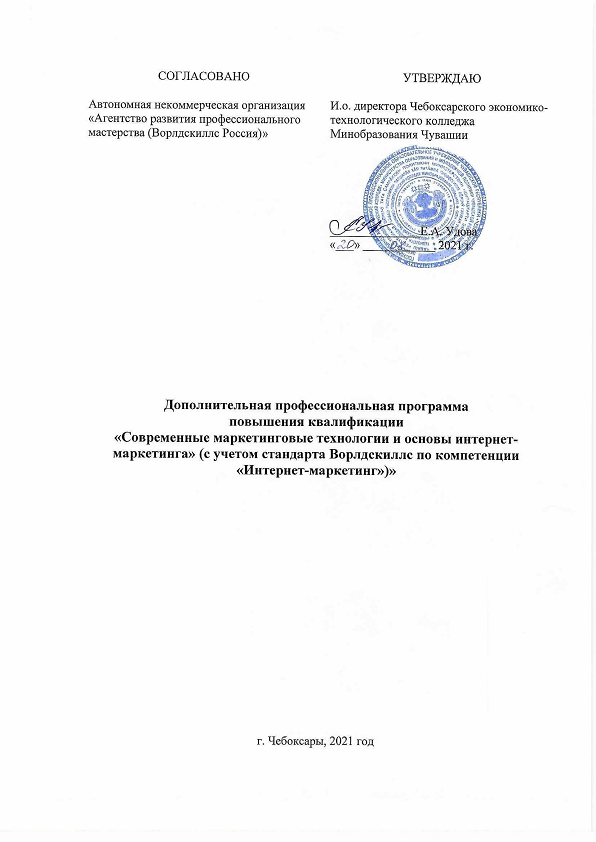 СОГЛАСОВАНО
Автономная некоммерческая организация
«Агентство развития профессионального
мастерства (Ворлдскиллс Россия)»
УТВЕРЖДАЮ
И.о. директора Чебоксарского экономико-
технологического колледжа
Минобразования Чувашии
Е.А. Удова
«20» 2021 г.
Дополнительная профессиональная программа
повышения квалификации
«Современные маркетинговые технологии и основы интернет-
маркетинга» (с учетом стандарта Ворлдскиллс по компетенции
«Интернет-маркетинг»)»
г. Чебоксары, 2021 год